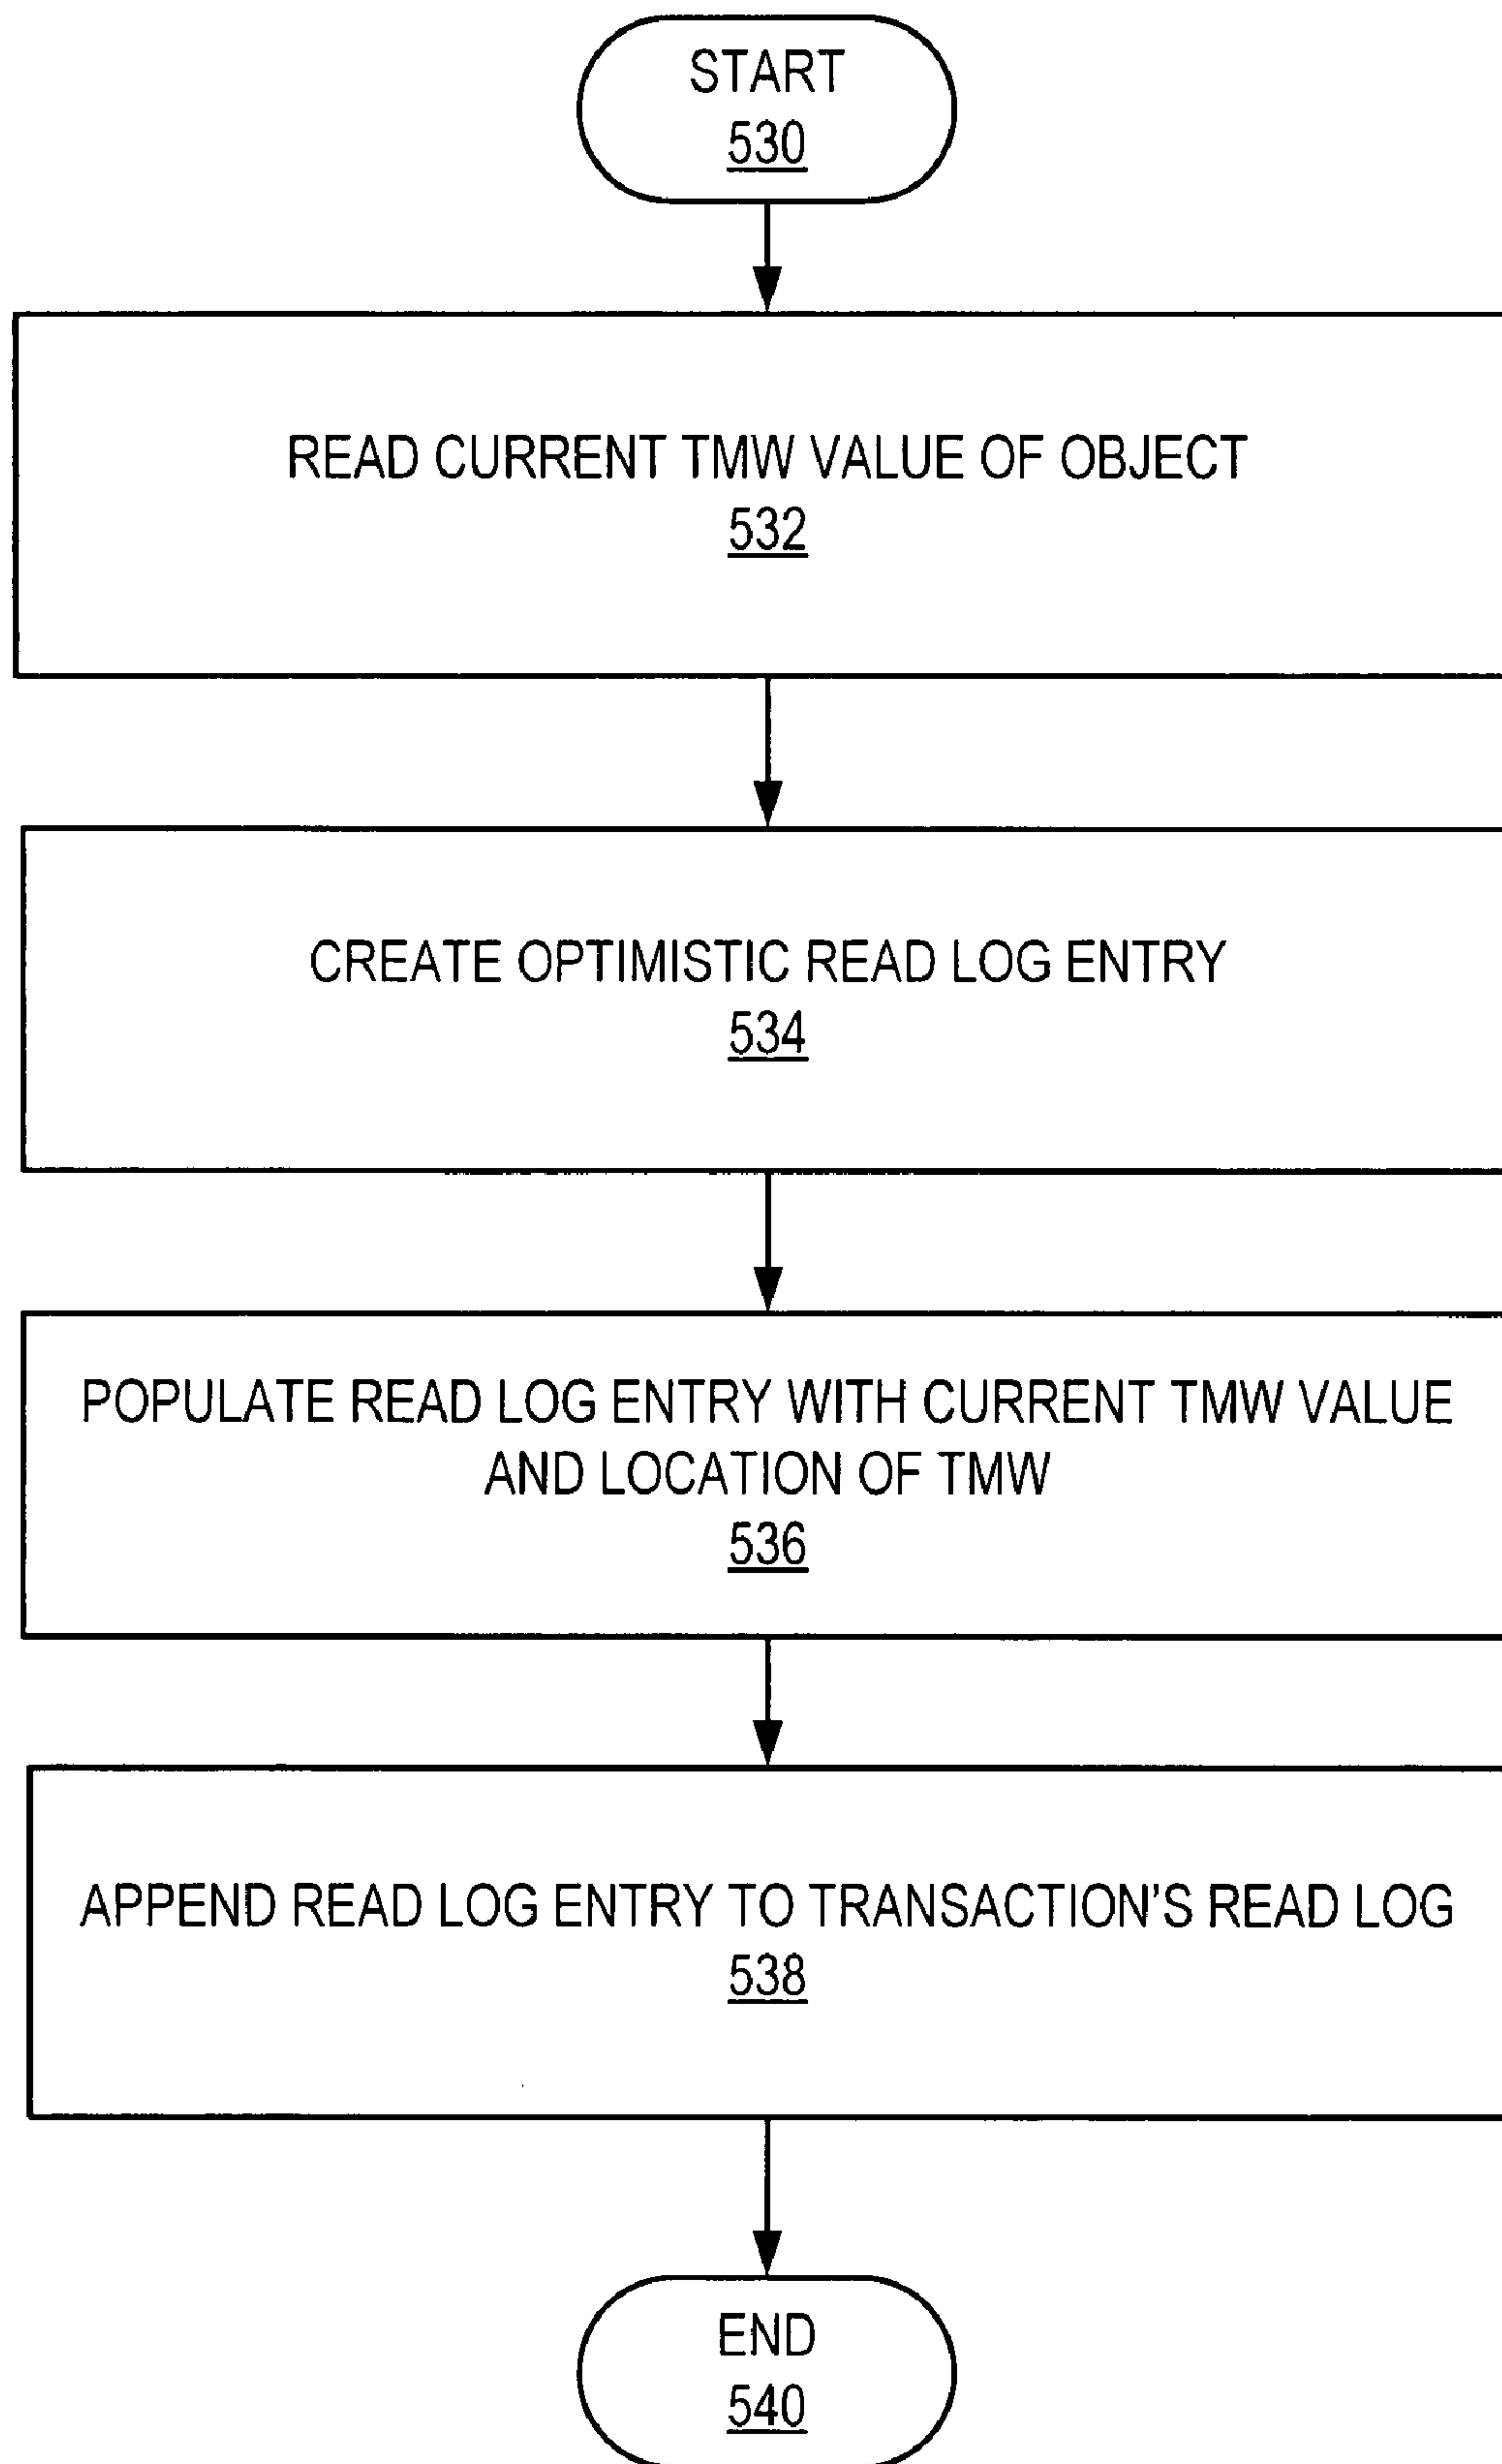 START
530
READ CURRENT TMW VALUE OF OBJECT
532
CREATE OPTIMISTIC READ LOG ENTRY
534
POPULATE READ LOG ENTRY WITH CURRENT TMW VALUE
AND LOCATION OF TMW
536
APPEND READ LOG ENTRY TO TRANSACTION'S READ LOG
538
END
540